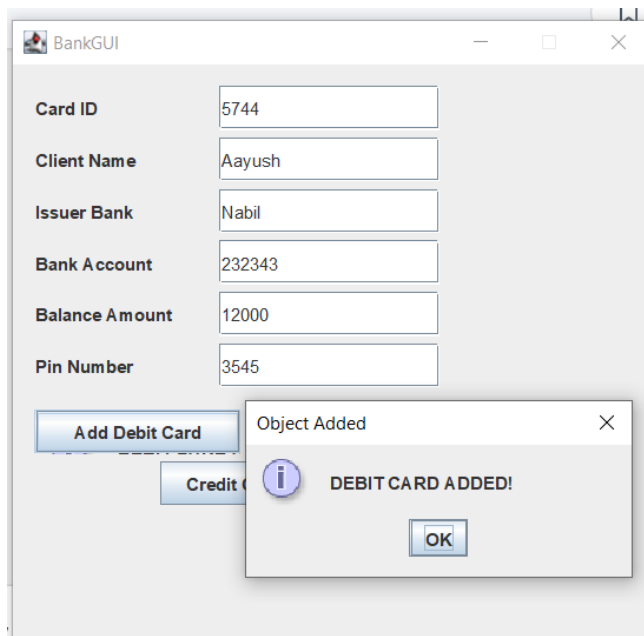 BankGUI
Card ID 5744
Client Name Aayush
Issuer Bank Nabil
Bank Account 232343
Balance Amount 12000
Pin Number 3545
Add Debit Card
Object Added
DEBIT CARD ADDED!
Credit
OK